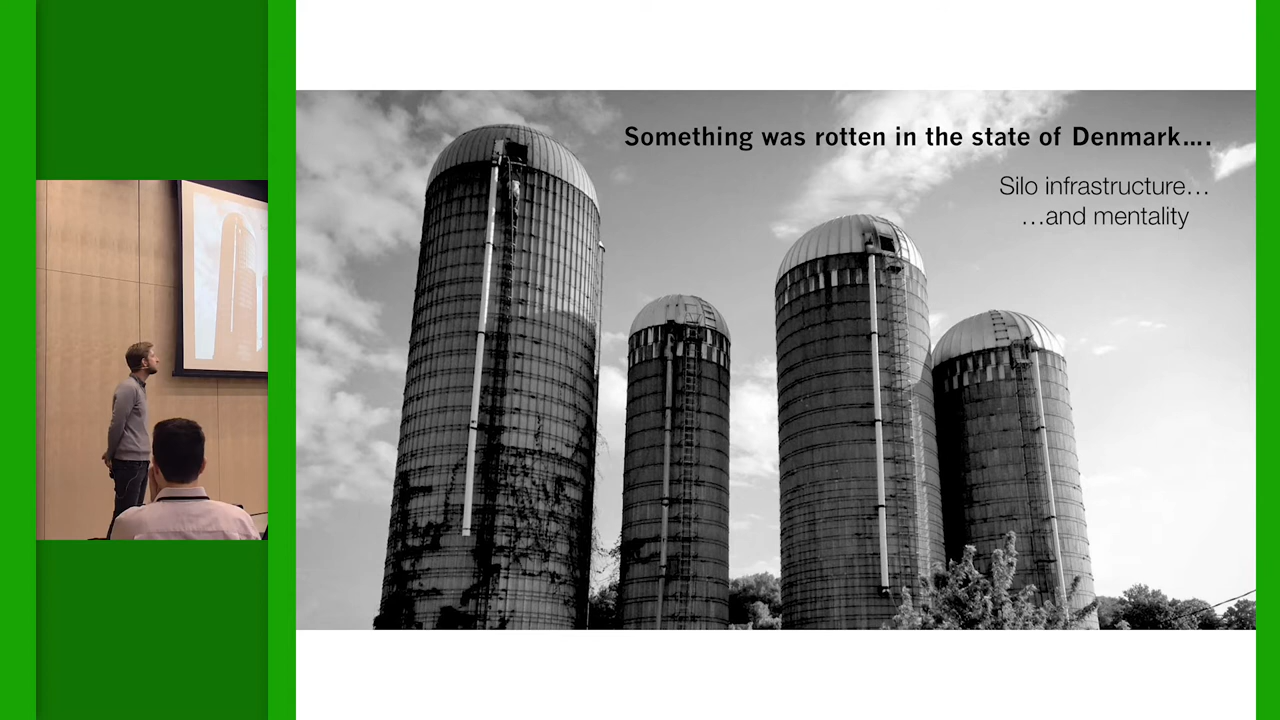 Something was rotten in the state of Denmark....
Silo infrastructure...
...and mentality